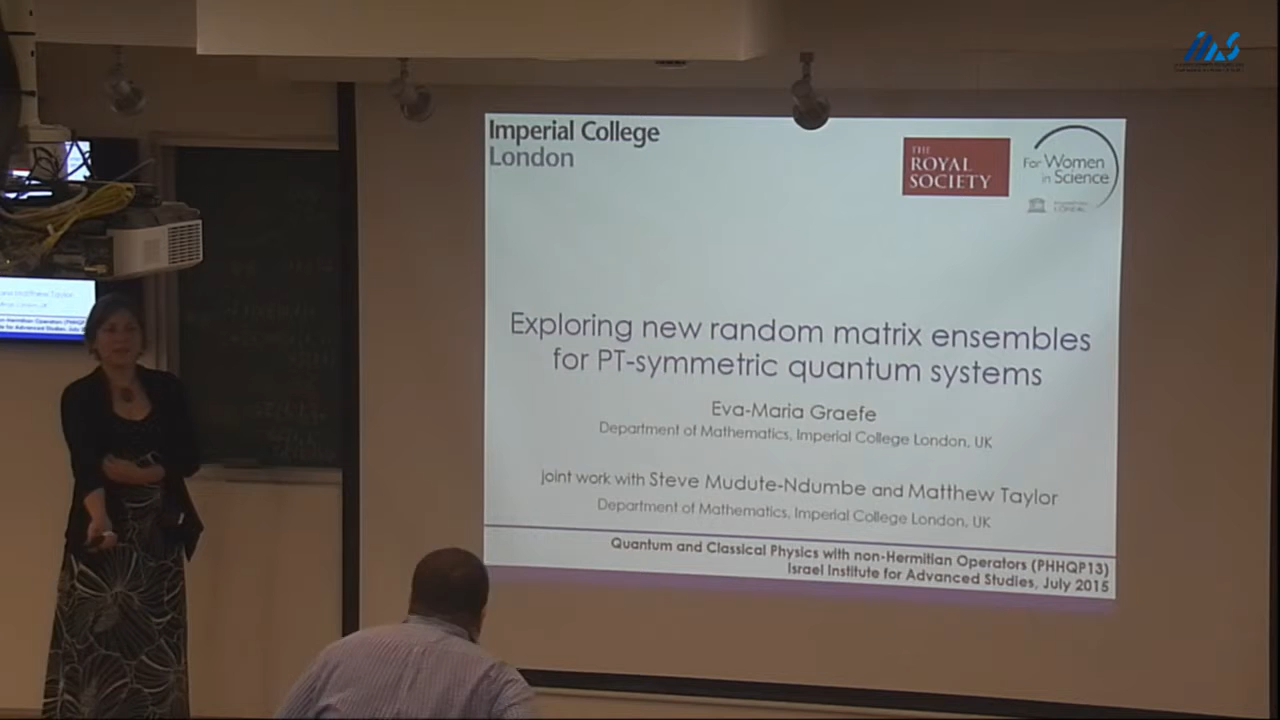 Imperial College
London
THE
ROYAL
SOCIETY
For Women
in Science
Exploring new random matrix ensembles
for PT-symmetric quantum systems
Eva-Maria Graefe
Department of Mathematics, Imperial College London, UK
joint work with Steve Mudute-Ndumbe and Matthew Taylor
Department of Mathematics, Imperial College London, UK
Quantum and Classical Physics with non-Hermitian Operators (PHHQP13)
Israel Institute for Advanced Studies, July 2015